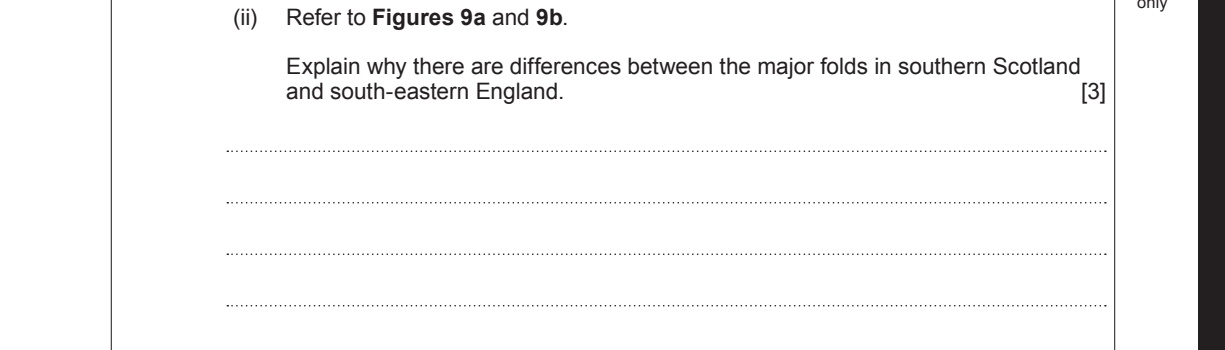 only
(ii) Refer to Figures 9a and 9b.
Explain why there are differences between the major folds in southern Scotland
and south-eastern England. [3]